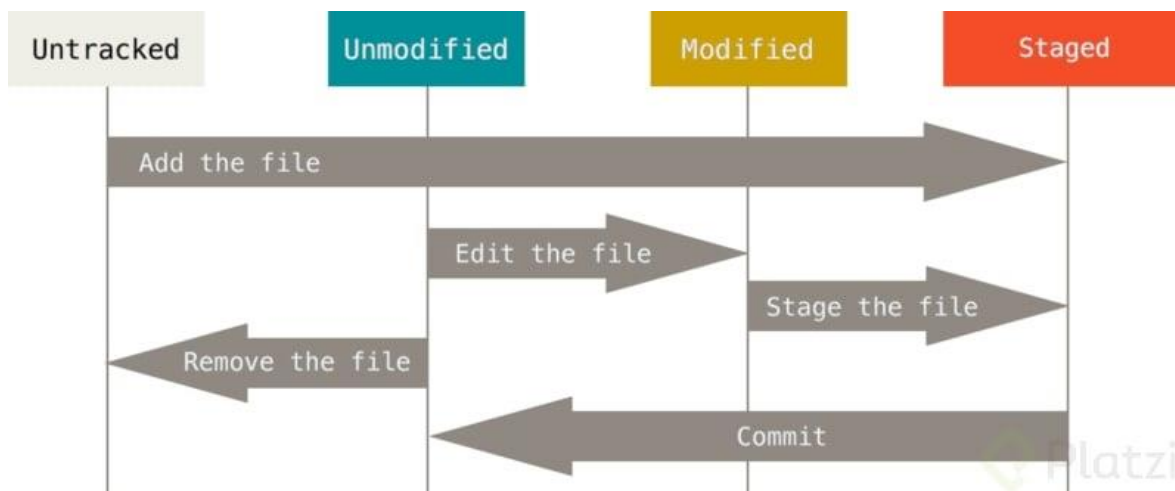 Untracked
Unmodified
Modified
Staged
Add the file
Edit the file
Stage the file
Remove the file
Commit
Platzi